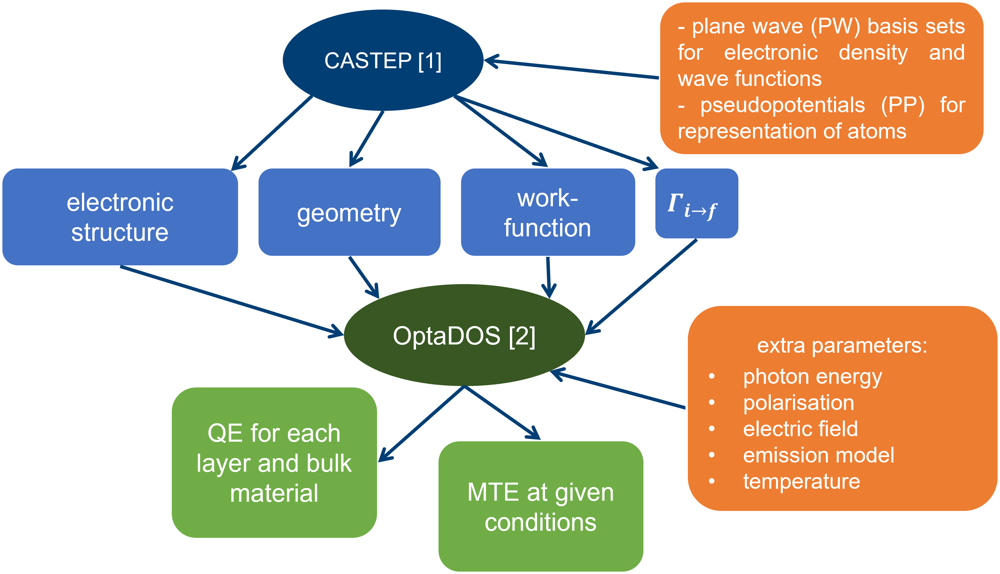 CASTEP [1]
- plane wave (PW) basis sets
for electronic density and
wave functions
- pseudopotentials (PP) for
representation of atoms
electronic
structure
geometry
work-
function
Γi→f
OptaDOS [2]
extra parameters:
• photon energy
• polarisation
• electric field
• emission model
• temperature
QE for each
layer and bulk
material
MTE at given
conditions